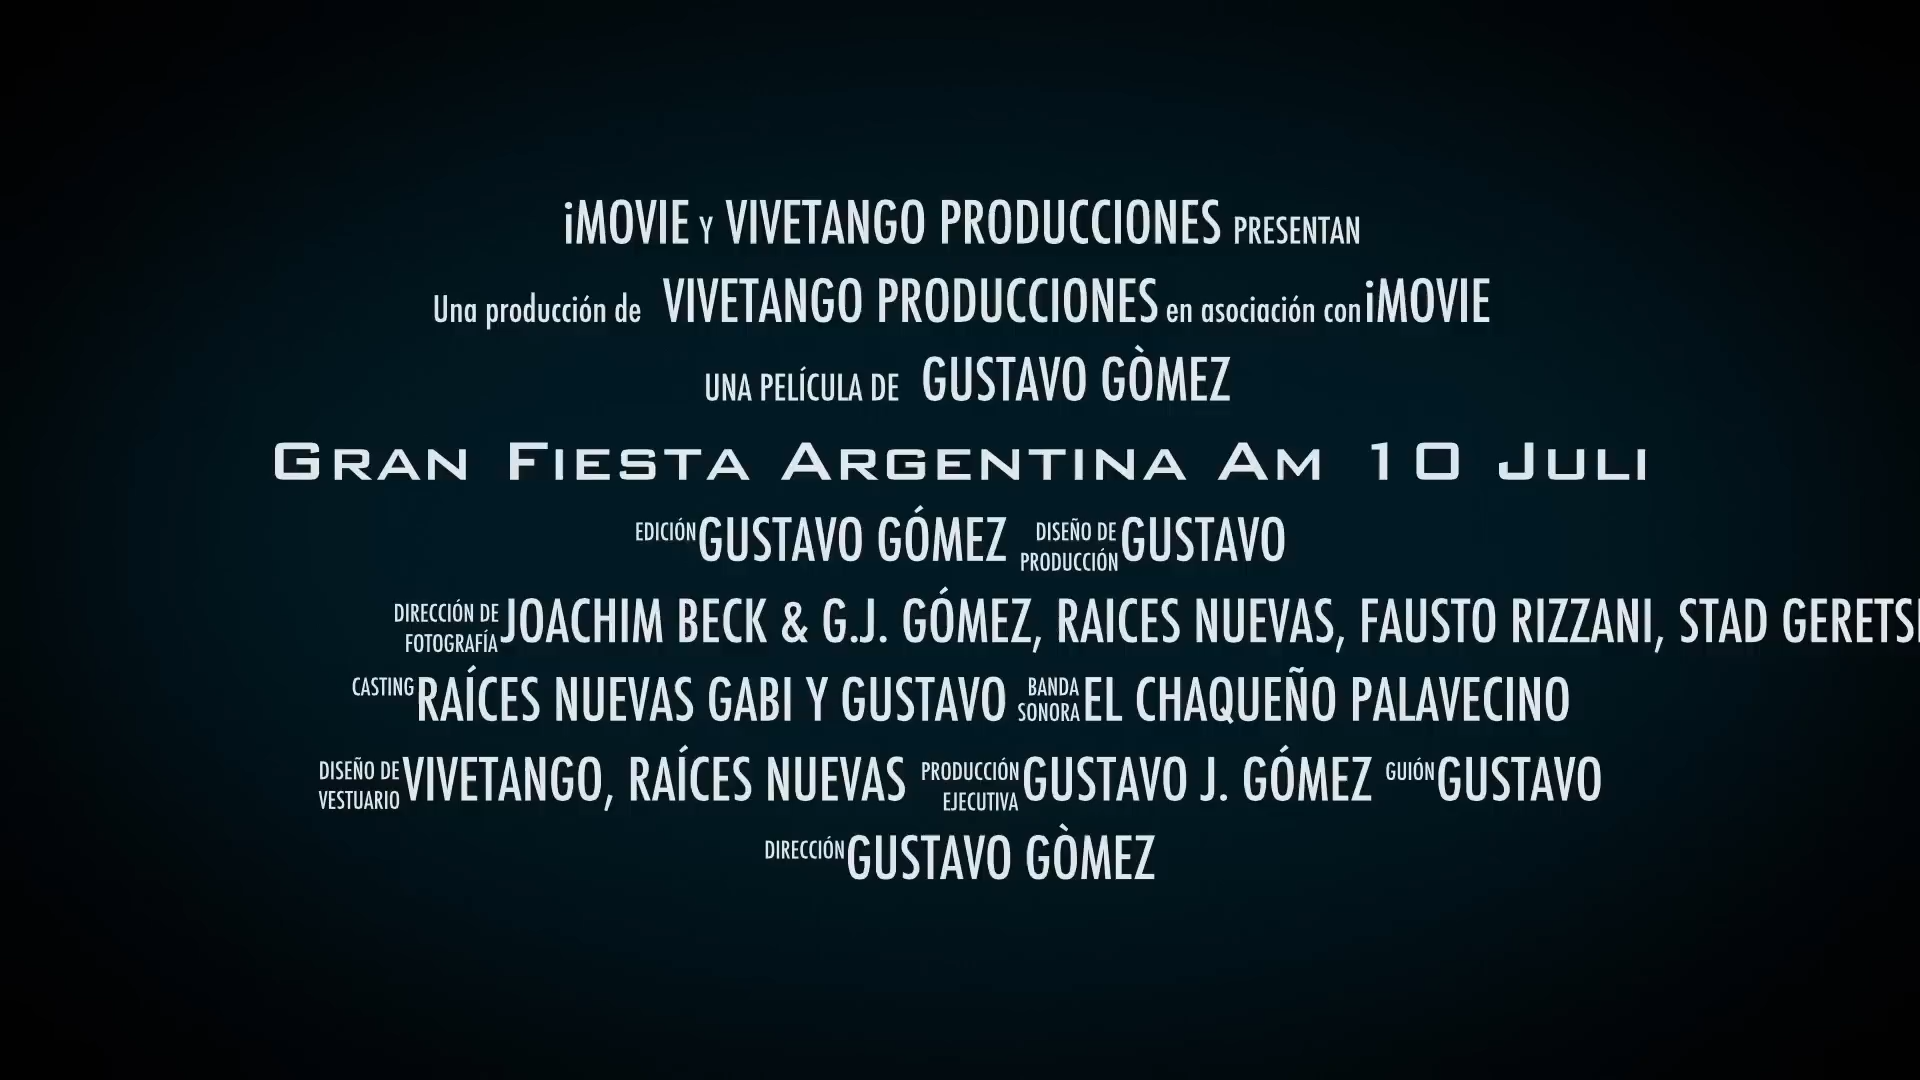 iMOVIE Y VIVETANGO PRODUCCIONES PRESENTAN
Una producción de VIVETANGO PRODUCCIONES en asociación con iMOVIE
UNA PELÍCULA DE GUSTAVO GÒMEZ
GRAN FIESTA ARGENTINA AM 10 JULI
EDICIÓN GUSTAVO GÓMEZ DISEÑO DE PRODUCCIÓN GUSTAVO
DIRECCIÓN DE FOTOGRAFÍA JOACHIM BECK & G.J. GÓMEZ, RAICES NUEVAS, FAUSTO RIZZANI, STAD
CASTING RAÍCES NUEVAS GABI Y GUSTAVO BANDA SONORA EL CHAQUEÑO PALAVECINO
DISEÑO DE VESTUARIO VIVETANGO, RAÍCES NUEVAS PRODUCCIÓN EJECUTIVA GUSTAVO J. GÓMEZ GUIÓN GUSTAVO
DIRECCIÓN GUSTAVO GÒMEZ